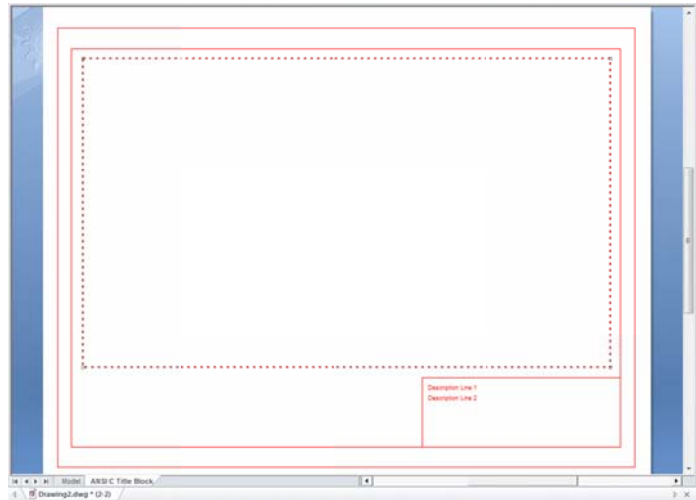 Description Line 1
Description Line 2
Model ANSI C Title Block
Drawing2.dwg * (2-2)